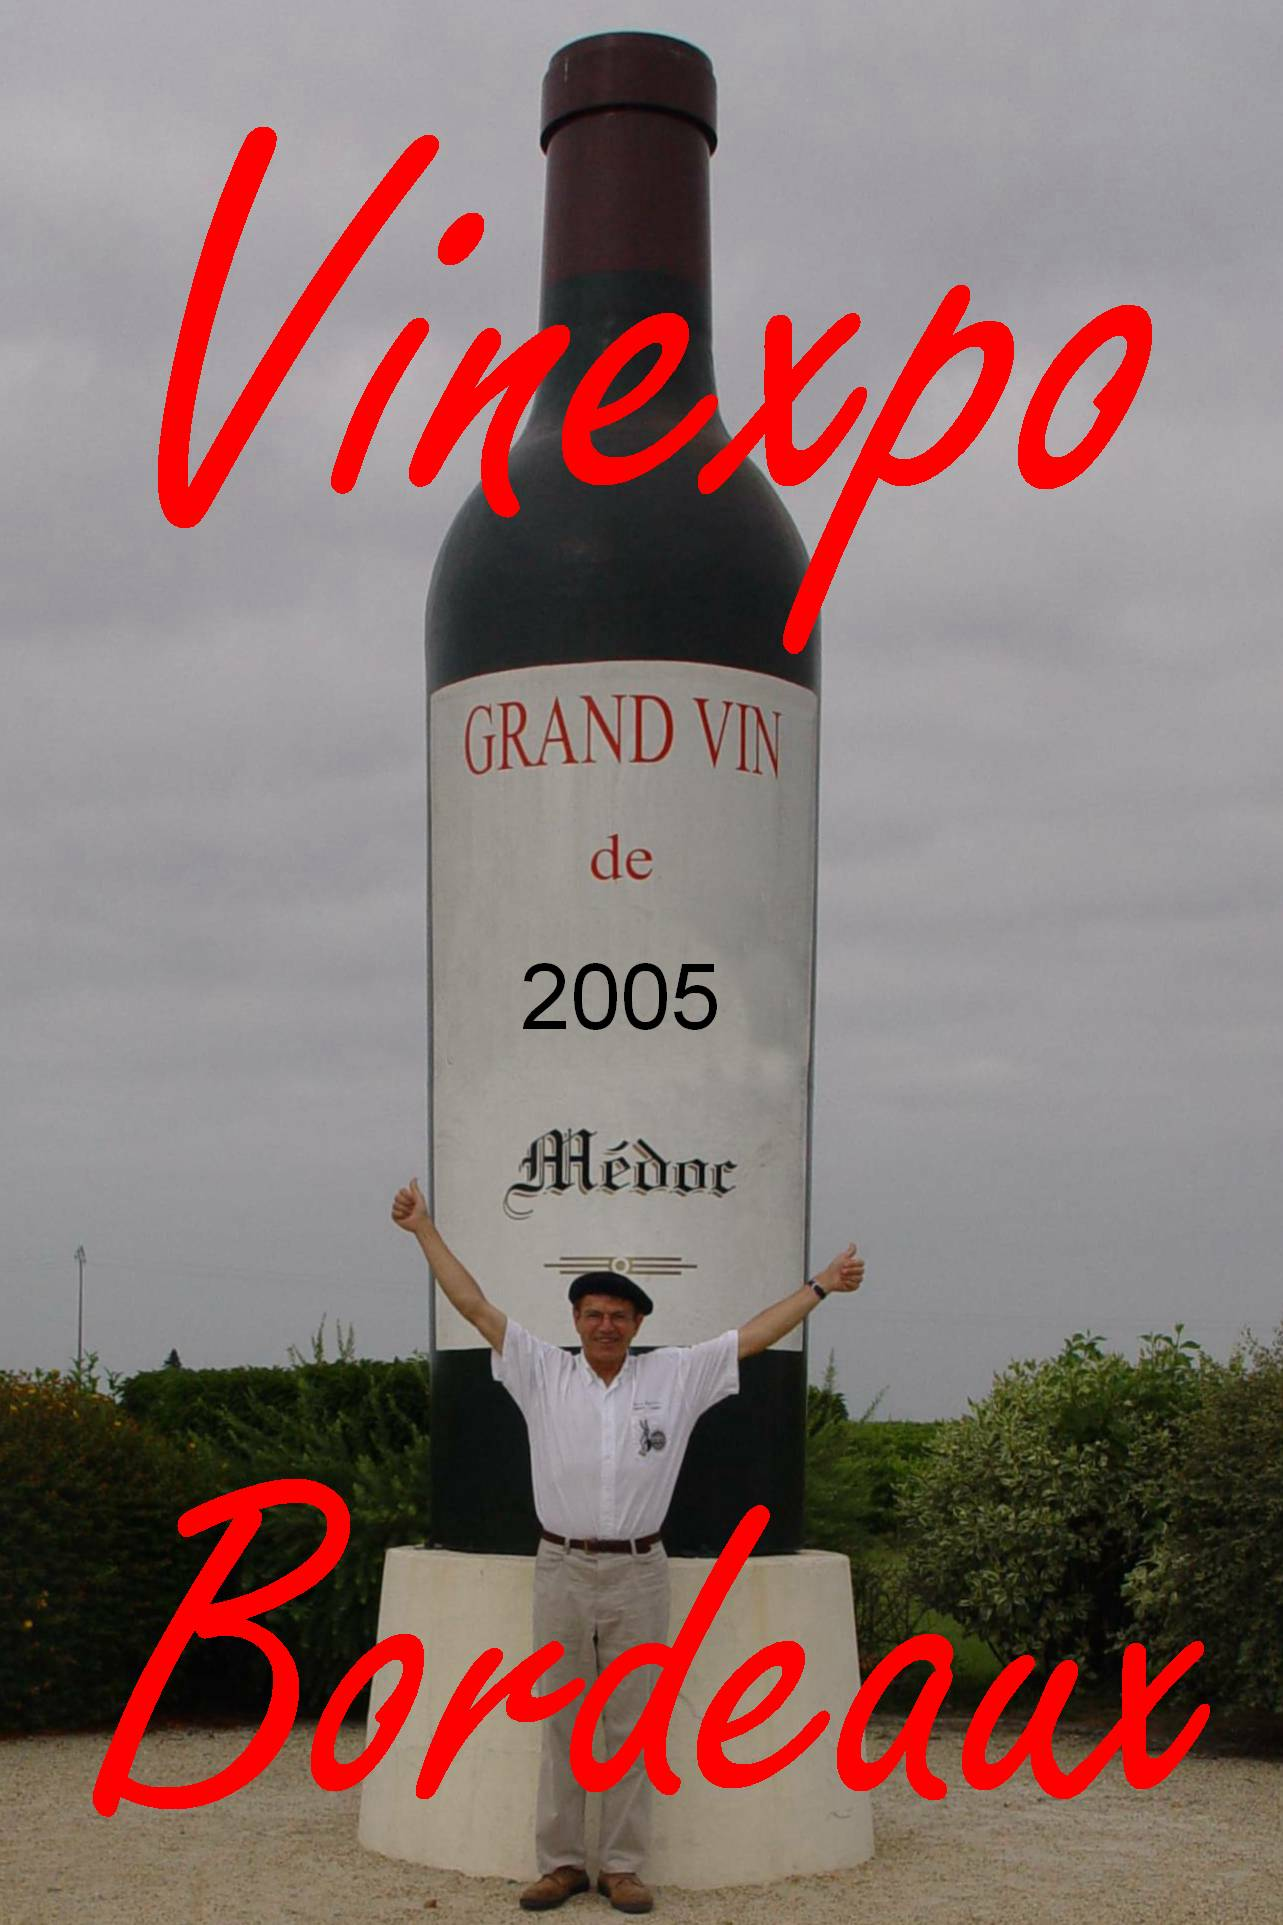 Vinexpo
GRAND VIN
de
2005
Médoc
Bordeaux